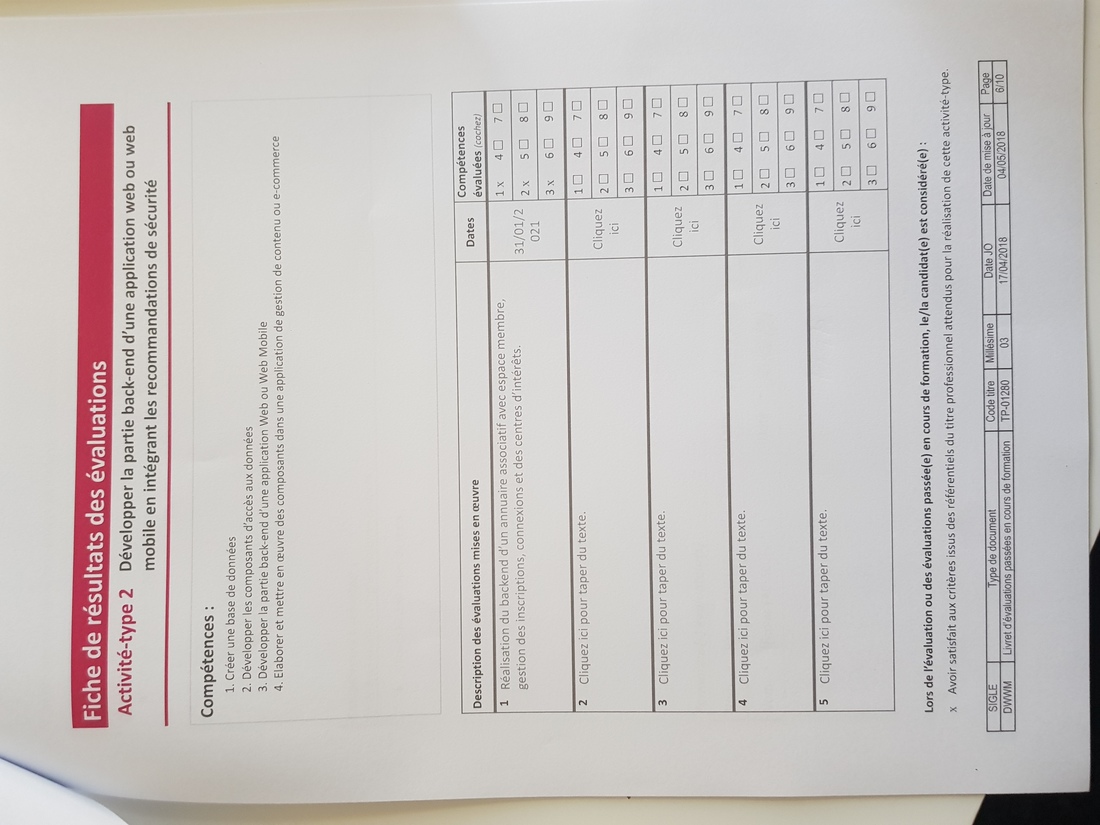 Fiche de résultats des évaluations
Activité-type 2 Développer la partie back-end d'une application web ou web
mobile en intégrant les recommandations de sécurité
Compétences :
1. Créer une base de données
2. Développer les composants d'accès aux données
3. Développer la partie back-end d'une application Web ou Web Mobile
4. Elaborer et mettre en œuvre des composants dans une application de gestion de contenu ou e-commerce
Description des évaluations mises en œuvre Dates Compétences
évaluées (cochez)
1 Réalisation du backend d'un annuaire associatif avec espace membre,
gestion des inscriptions, connexions et des centres d'intérêts.
31/01/2
021
1 x 4 ☐ 7 ☐
2 x 5 ☐ 8 ☐
3 x 6 ☐ 9 ☐
2 Cliquez ici pour taper du texte.
Cliquez
ici
1 ☐ 4 ☐ 7 ☐
2 ☐ 5 ☐ 8 ☐
3 ☐ 6 ☐ 9 ☐
3 Cliquez ici pour taper du texte.
Cliquez
ici
1 ☐ 4 ☐ 7 ☐
2 ☐ 5 ☐ 8 ☐
3 ☐ 6 ☐ 9 ☐
4 Cliquez ici pour taper du texte.
Cliquez
ici
1 ☐ 4 ☐ 7 ☐
2 ☐ 5 ☐ 8 ☐
3 ☐ 6 ☐ 9 ☐
5 Cliquez ici pour taper du texte.
Cliquez
ici
1 ☐ 4 ☐ 7 ☐
2 ☐ 5 ☐ 8 ☐
3 ☐ 6 ☐ 9 ☐
Lors de l'évaluation ou des évaluations passée(e) en cours de formation, le/la candidat(e) est considéré(e) :
x Avoir satisfait aux critères issus des référentiels du titre professionnel attendus pour la réalisation de cette activité-type.
SIGLE Type de document Code titre Millésime Date JO Date de mise à jour Page
DWWM Livret d'évaluations passées en cours de formation TP-01280 03 17/04/2018 04/05/2018 6/10